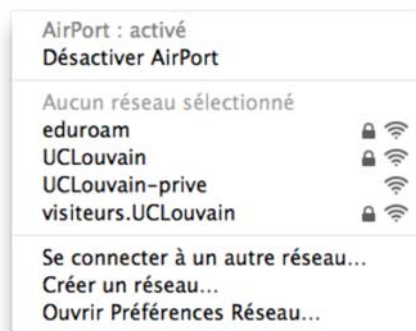 AirPort : activé
Désactiver AirPort
Aucun réseau sélectionné
eduroam
UCLouvain
UCLouvain-prive
visiteurs.UCLouvain
Se connecter à un autre réseau...
Créer un réseau...
Ouvrir Préférences Réseau...